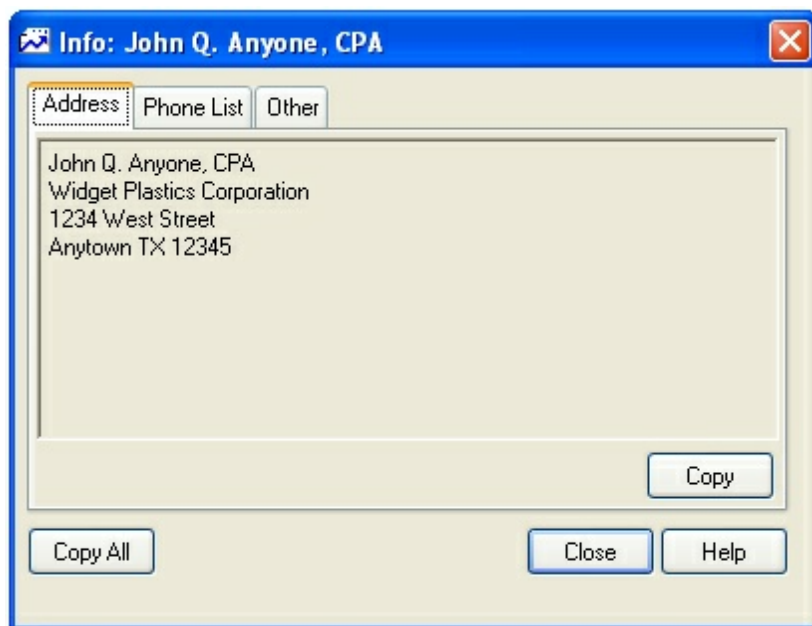 Info: John Q. Anyone, CPA
Address Phone List Other
John Q. Anyone, CPA
Widget Plastics Corporation
1234 West Street
Anytown TX 12345
Copy
Copy All Close Help